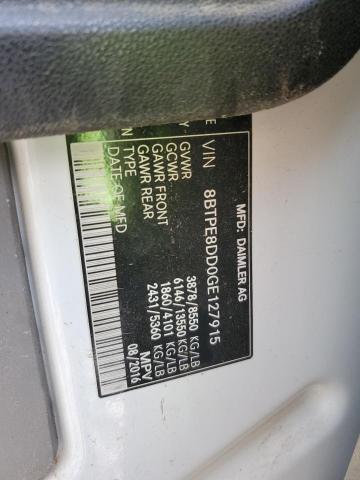 MFD: DAIMLER AG
VIN 8BTPE8DD0GE127915
GVWR 3878/8550 KG/LB
GCWR 6146/13550 KG/LB
GAWR FRONT 1860/4101 KG/LB
GAWR REAR 2431/5360 KG/LB
TYPE MPV
DATE OF MFD 08/2016